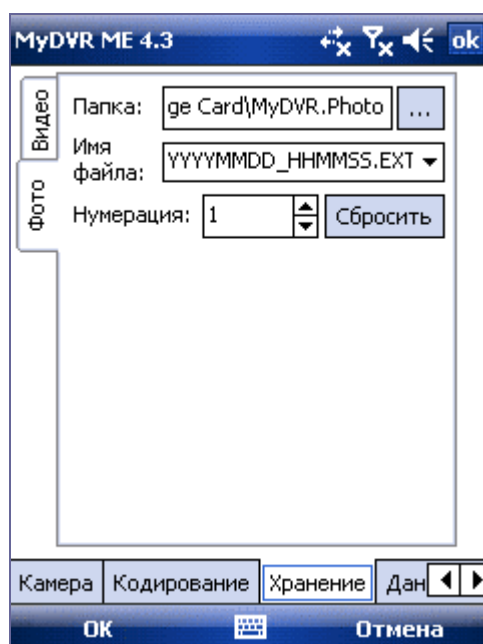 MyDVR ME 4.3 ok
Видео
Фото
Папка: ge Card\MyDVR.Photo ...
Имя
файла: YYYYMMDD_HHMMSS.EXT
Нумерация: 1 Сбросить
Камера Кодирование Хранение Дан
ОК Отмена